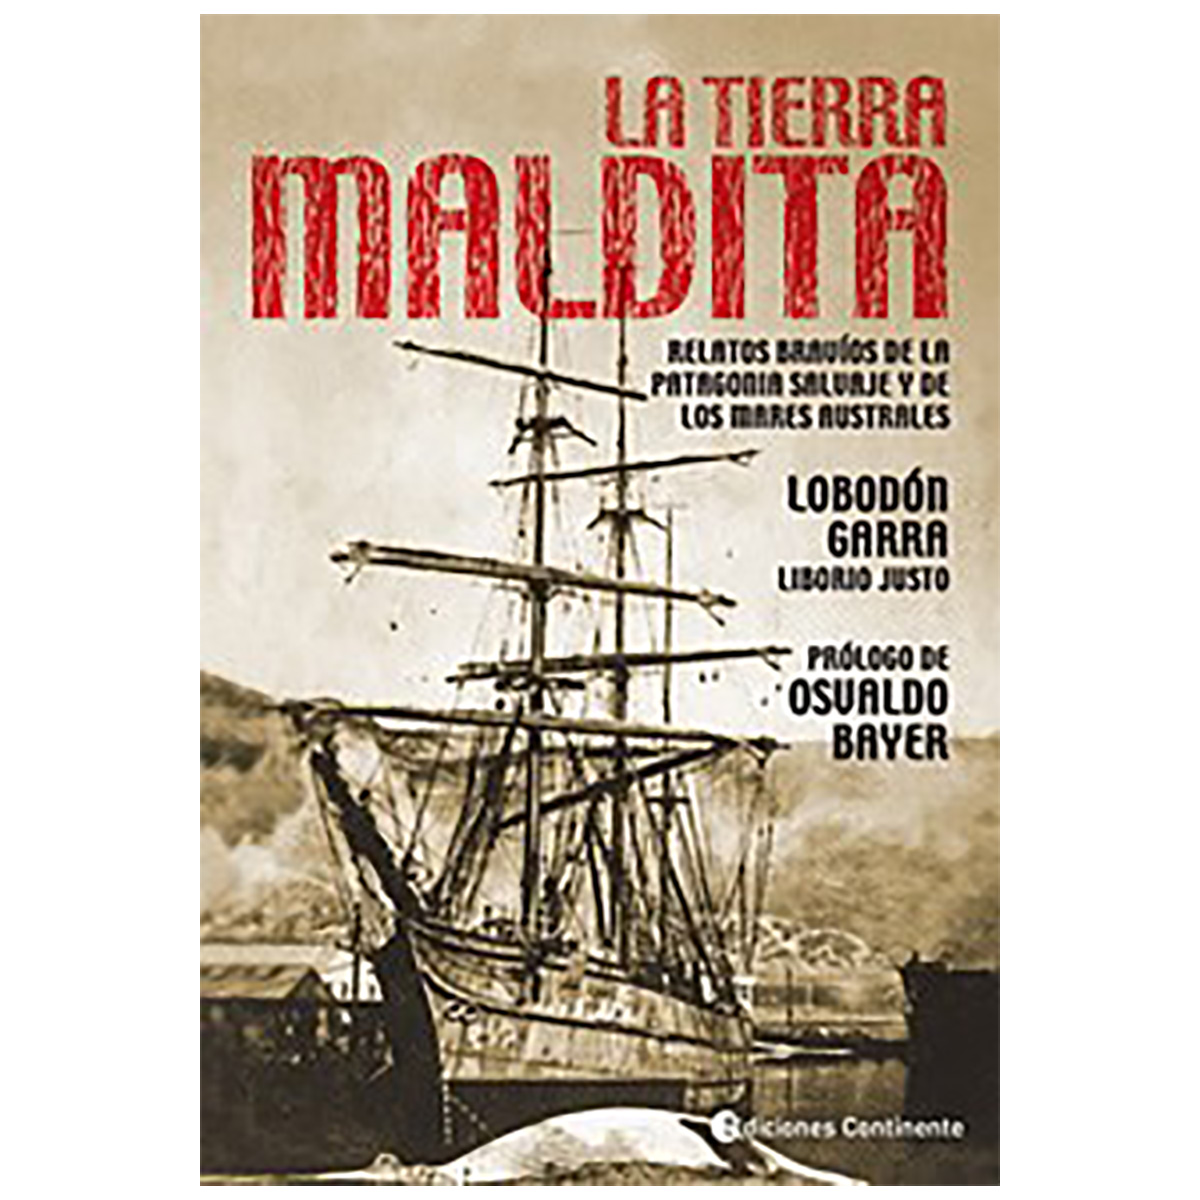 LA TIERRA
MALDITA
RELATOS BRAVÍOS DE LA
PATAGONIA SALVAJE Y DE
LOS MARES AUSTRALES
LOBODÓN
GARRA
LIBORIO JUSTO
PRÓLOGO DE
OSVALDO
BAYER
Ediciones Continente